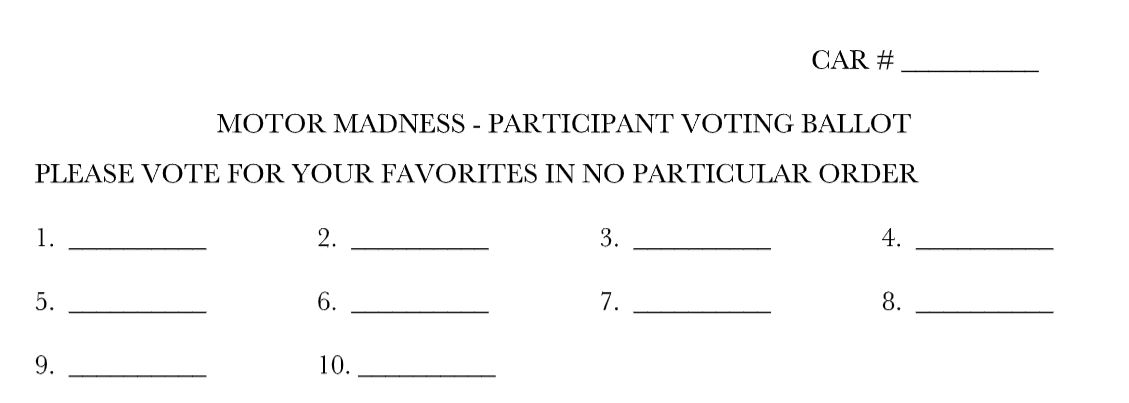 CAR # __________
MOTOR MADNESS - PARTICIPANT VOTING BALLOT
PLEASE VOTE FOR YOUR FAVORITES IN NO PARTICULAR ORDER
1. __________ 2. __________ 3. __________ 4. __________
5. __________ 6. __________ 7. __________ 8. __________
9. __________ 10. __________